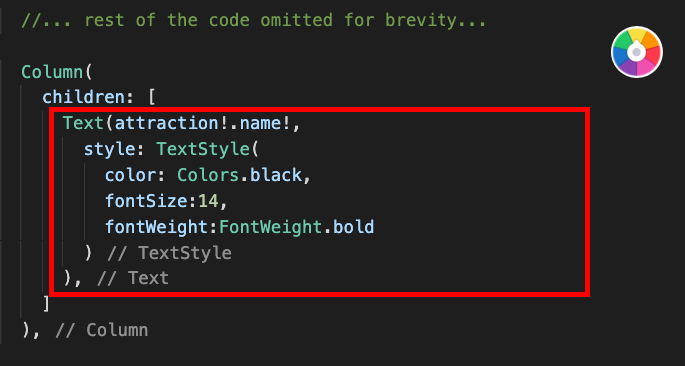 //... rest of the code omitted for brevity...
Column(
children: [
Text(attraction!.name!,
style: TextStyle(
color: Colors.black,
fontSize:14,
fontWeight:FontWeight.bold
) // TextStyle
), // Text
]
), // Column